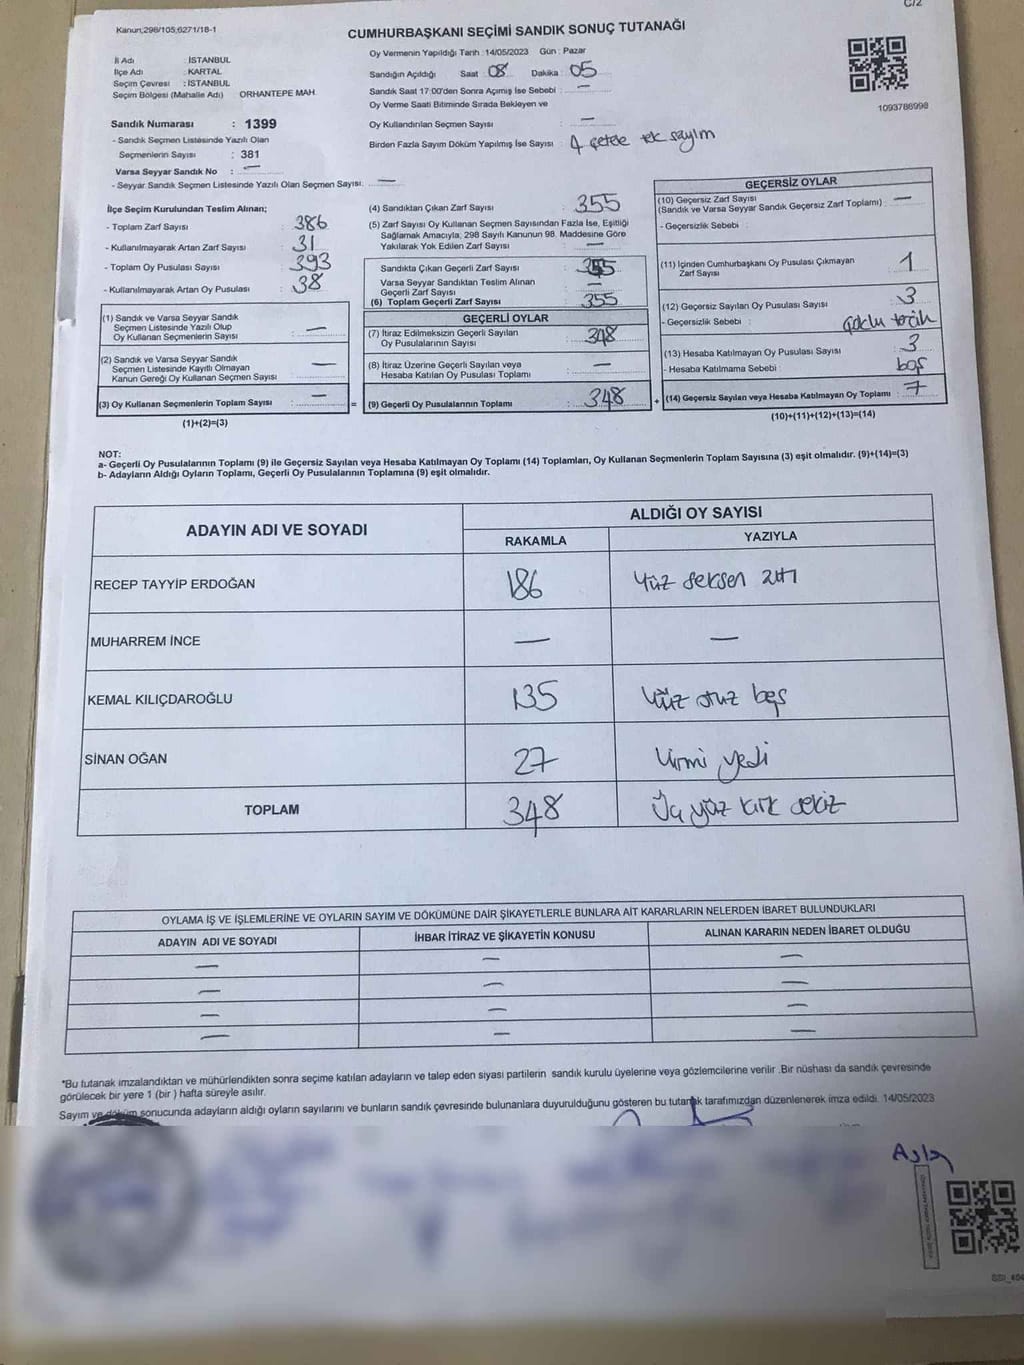 C/2
Kanun;298/105;6271/18-1
CUMHURBAŞKANI SEÇİMİ SANDIK SONUÇ TUTANAĞI
İl Adı : İSTANBUL
İlçe Adı : KARTAL
Seçim Çevresi : İSTANBUL
Seçim Bölgesi (Mahalle Adı) ORHANTEPE MAH.
Oy Vermenin Yapıldığı Tarih :14/05/2023 Gün : Pazar
Sandığın Açıldığı Saat 08 Dakika : 05
Sandık Saat 17:00'den Sonra Açımış İse Sebebi : —
Oy Verme Saati Bitiminde Sırada Bekleyen ve
Oy Kullandırılan Seçmen Sayısı : —
Birden Fazla Sayım Döküm Yapılmış İse Sayısı : 4 çetele tek sayım
1093786998
Sandık Numarası : 1399
- Sandık Seçmen Listesinde Yazılı Olan
Seçmenlerin Sayısı : 381
Varsa Seyyar Sandık No : —
- Seyyar Sandık Seçmen Listesinde Yazılı Olan Seçmen Sayısı. —
İlçe Seçim Kurulundan Teslim Alınan;
- Toplam Zarf Sayısı : 386
- Kullanılmayarak Artan Zarf Sayısı : 31
- Toplam Oy Pusulası Sayısı : 393
- Kullanılmayarak Artan Oy Pusulası : 38
(1) Sandık ve Varsa Seyyar Sandık
Seçmen Listesinde Yazılı Olup
Oy Kullanan Seçmenlerin Sayısı : —
(2) Sandık ve Varsa Seyyar Sandık
Seçmen Listesinde Kayıtlı Olmayan
Kanun Gereği Oy Kullanan Seçmen Sayısı : —
(3) Oy Kullanan Seçmenlerin Toplam Sayısı : — =
(1)+(2)=(3)
(4) Sandıktan Çıkan Zarf Sayısı : 355
(5) Zarf Sayısı Oy Kullanan Seçmen Sayısından Fazla İse, Eşitliği
Sağlamak Amacıyla; 298 Sayılı Kanunun 98. Maddesine Göre
Yakılarak Yok Edilen Zarf Sayısı : —
Sandıkta Çıkan Geçerli Zarf Sayısı : 355
Varsa Seyyar Sandıktan Teslim Alınan
Geçerli Zarf Sayısı : —
(6) Toplam Geçerli Zarf Sayısı : 355
GEÇERLİ OYLAR
(7) İtiraz Edilmeksizin Geçerli Sayılan
Oy Pusulalarının Sayısı : 348
(8) İtiraz Üzerine Geçerli Sayılan veya
Hesaba Katılan Oy Pusulası Toplamı : —
(9) Geçerli Oy Pusulalarının Toplamı : 348 +
GEÇERSİZ OYLAR
(10) Geçersiz Zarf Sayısı
(Sandık ve Varsa Seyyar Sandık Geçersiz Zarf Toplamı) : —
- Geçersizlik Sebebi :
(11) İçinden Cumhurbaşkanı Oy Pusulası Çıkmayan
Zarf Sayısı : 1
(12) Geçersiz Sayılan Oy Pusulası Sayısı : 3
- Geçersizlik Sebebi : Çoklu tercih
(13) Hesaba Katılmayan Oy Pusulası Sayısı : 3
- Hesaba Katılmama Sebebi : boş
(14) Geçersiz Sayılan veya Hesaba Katılmayan Oy Toplamı : 7
(10)+(11)+(12)+(13)=(14)
NOT:
a- Geçerli Oy Pusulalarının Toplamı (9) ile Geçersiz Sayılan veya Hesaba Katılmayan Oy Toplamı (14) Toplamları, Oy Kullanan Seçmenlerin Toplam Sayısına (3) eşit olmalıdır. (9)+(14)=(3)
b- Adayların Aldığı Oyların Toplamı, Geçerli Oy Pusulalarının Toplamına (9) eşit olmalıdır.
ADAYIN ADI VE SOYADI
ALDIĞI OY SAYISI
RAKAMLA YAZIYLA
RECEP TAYYİP ERDOĞAN 186 Yüz seksen altı
MUHARREM İNCE — —
KEMAL KILIÇDAROĞLU 135 Yüz otuz beş
SİNAN OĞAN 27 Yirmi yedi
TOPLAM 348 Üç yüz kırk sekiz
OYLAMA İŞ VE İŞLEMLERİNE VE OYLARIN SAYIM VE DÖKÜMÜNE DAİR ŞİKAYETLERLE BUNLARA AİT KARARLARIN NELERDEN İBARET BULUNDUKLARI
ADAYIN ADI VE SOYADI İHBAR İTİRAZ VE ŞİKAYETİN KONUSU ALINAN KARARIN NEDEN İBARET OLDUĞU
— — —
— — —
— — —
— — —
*Bu tutanak imzalandıktan ve mühürlendikten sonra seçime katılan adayların ve talep eden siyasi partilerin sandık kurulu üyelerine veya gözlemcilerine verilir .Bir nüshası da sandık çevresinde
görülecek bir yere 1 (bir ) hafta süreyle asılır.
Sayım ve döküm sonucunda adayların aldığı oyların sayılarını ve bunların sandık çevresinde bulunanlara duyurulduğunu gösteren bu tutanak tarafımızdan düzenlenerek imza edildi. 14/05/2023